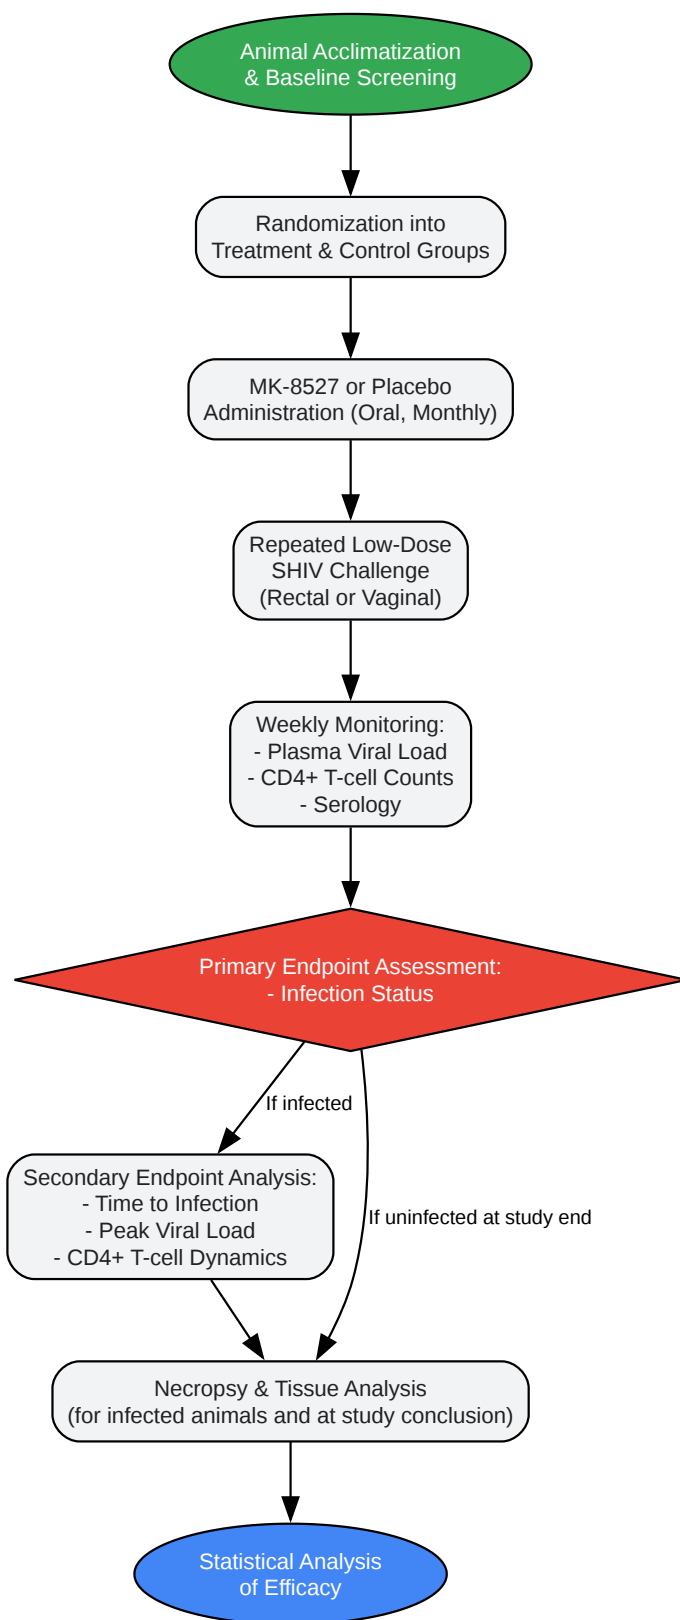 Animal Acclimatization
& Baseline Screening
Randomization into
Treatment & Control Groups
MK-8527 or Placebo
Administration (Oral, Monthly)
Repeated Low-Dose
SHIV Challenge
(Rectal or Vaginal)
Weekly Monitoring:
- Plasma Viral Load
- CD4+ T-cell Counts
- Serology
Primary Endpoint Assessment:
- Infection Status
If infected
Secondary Endpoint Analysis:
- Time to Infection
- Peak Viral Load
- CD4+ T-cell Dynamics
If uninfected at study end
Necropsy & Tissue Analysis
(for infected animals and at study conclusion)
Statistical Analysis
of Efficacy